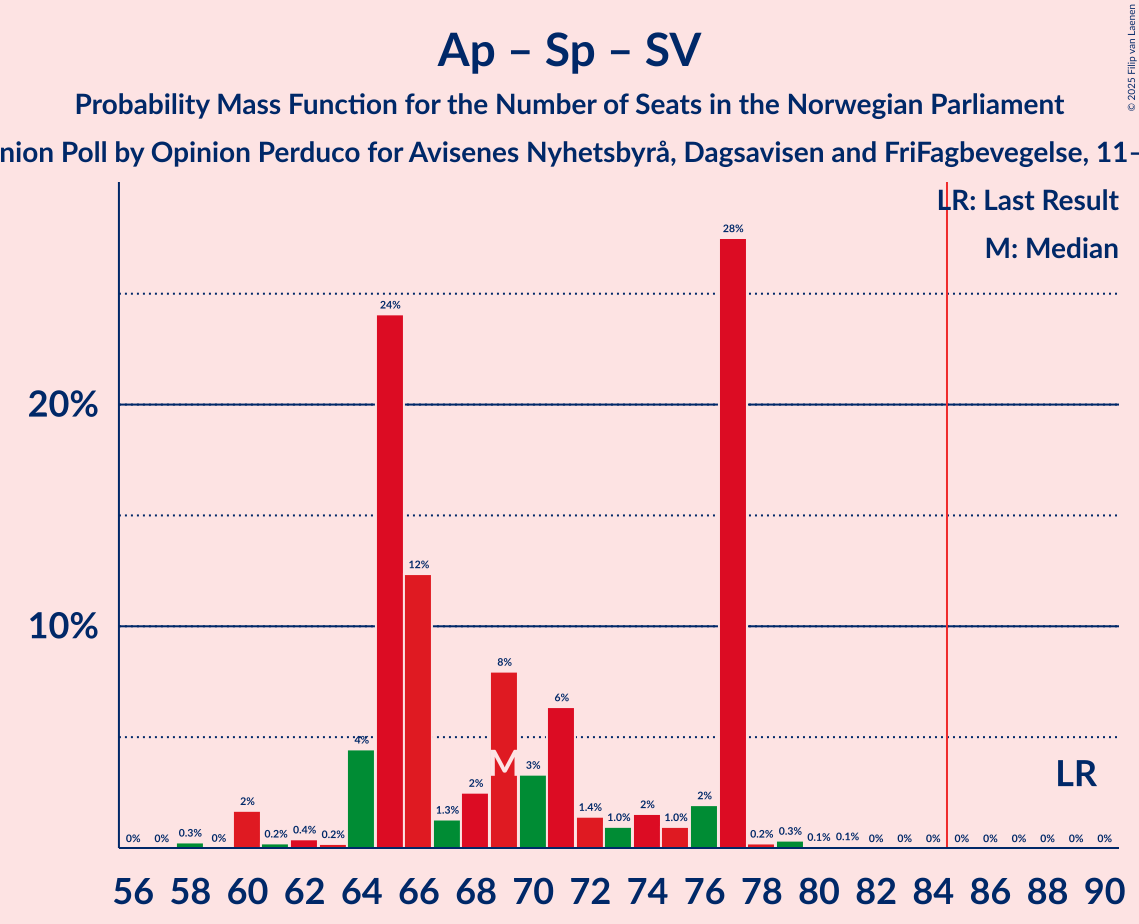 Ap – Sp – SV
Probability Mass Function for the Number of Seats in the Norwegian Parliament
nion Poll by Opinion Perduco for Avisenes Nyhetsbyrå, Dagsavisen and FriFagbevegelse, 11–
© 2025 Filip van Laenen
LR: Last Result
M: Median
20%
10%
0% 0% 0.3% 0% 2% 0.2% 0.4% 0.2% 4% 24% 12% 1.3% 2% 8% 3% 6% 1.4% 1.0% 2% 1.0% 2% 28% 0.2% 0.3% 0.1% 0.1% 0% 0% 0% 0% 0% 0% 0% 0% 0%
M
LR
56 58 60 62 64 66 68 70 72 74 76 78 80 82 84 86 88 90